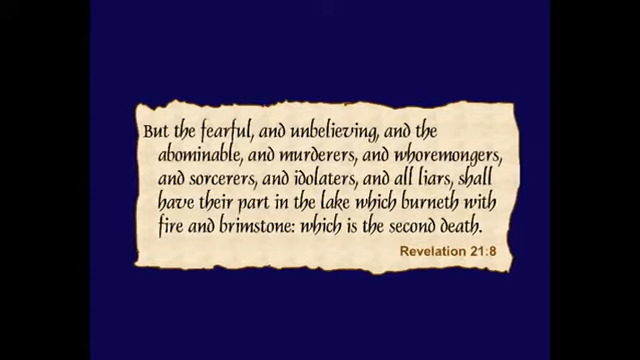 But the fearful, and unbelieving, and the
abominable, and murderers, and whoremongers,
and sorcerers, and idolaters, and all liars, shall
have their part in the lake which burneth with
fire and brimstone: which is the second death.
Revelation 21:8